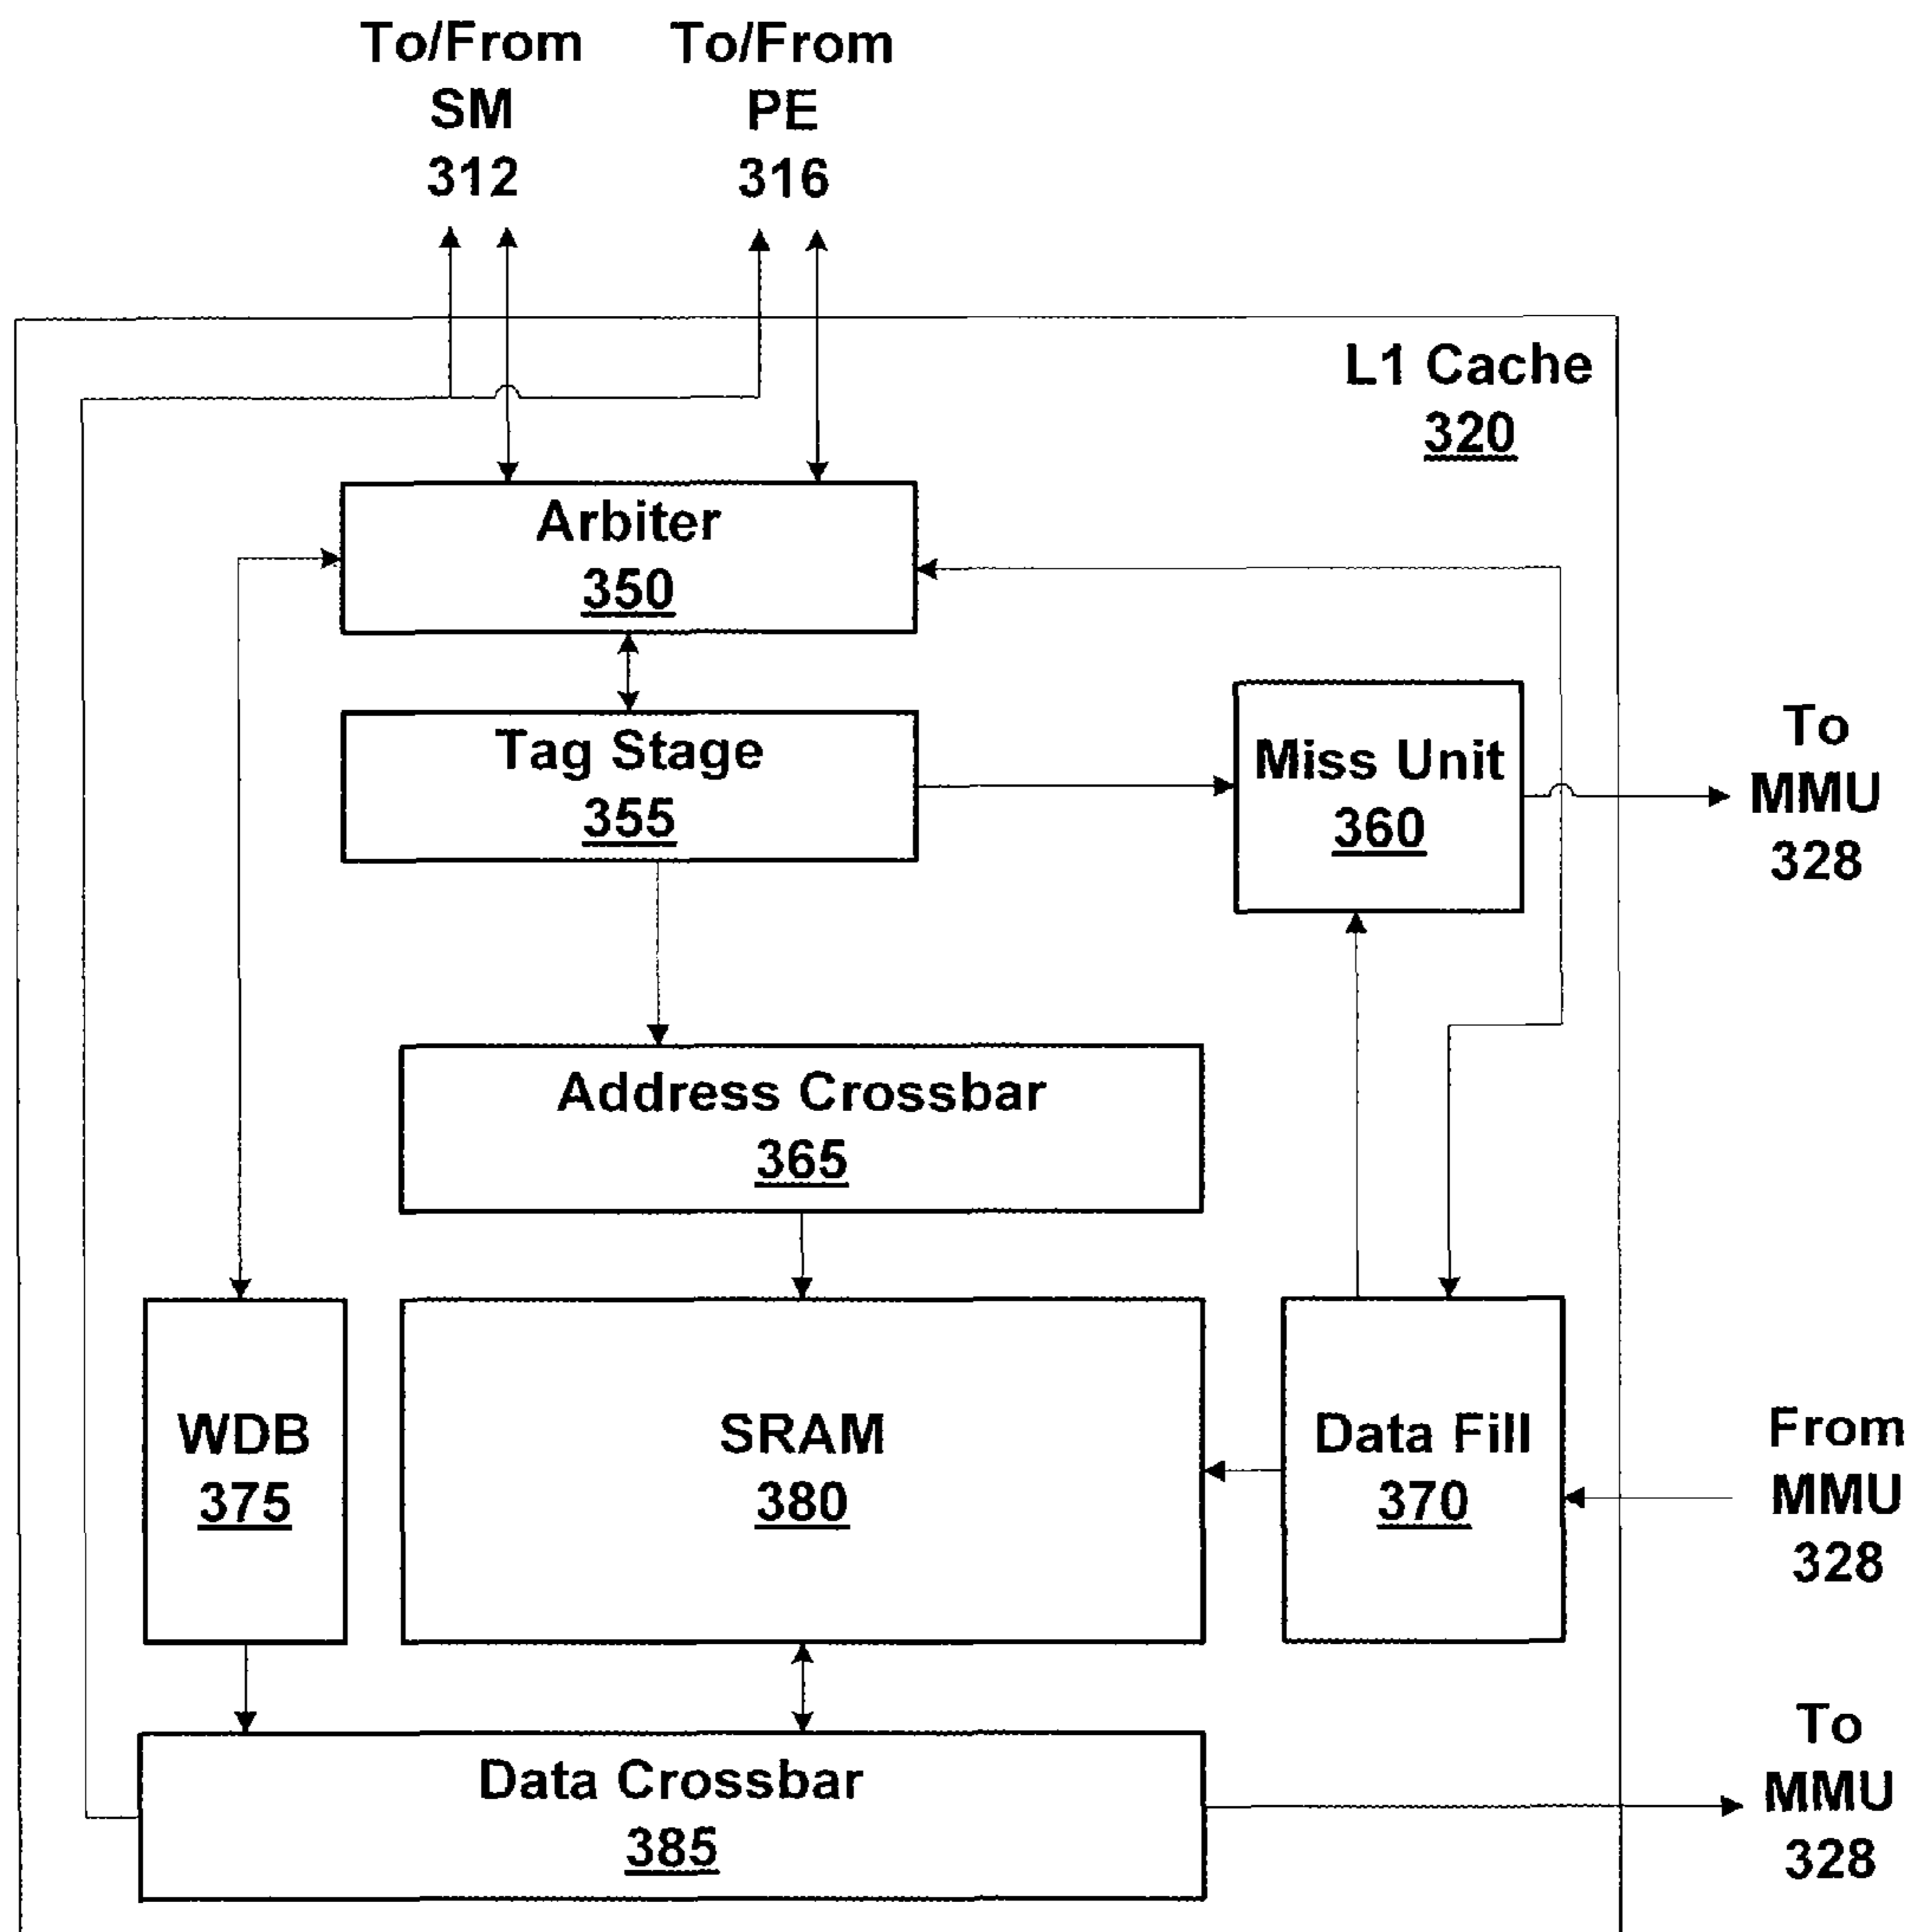 To/From
SM
312
To/From
PE
316
L1 Cache
320
Arbiter
350
Tag Stage
355
Miss Unit
360
To
MMU
328
Address Crossbar
365
WDB
375
SRAM
380
Data Fill
370
From
MMU
328
Data Crossbar
385
To
MMU
328